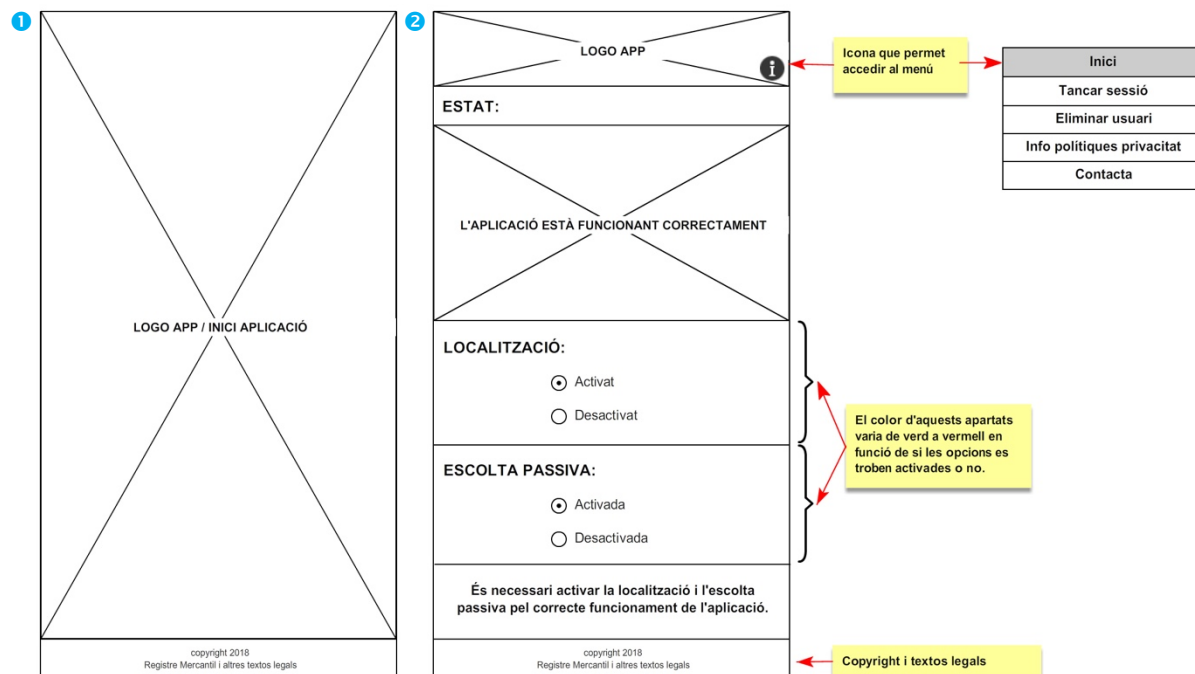 1
LOGO APP / INICI APLICACIÓ
copyright 2018
Registre Mercantil i altres textos legals
2
LOGO APP
i
ESTAT:
L'APLICACIÓ ESTÀ FUNCIONANT CORRECTAMENT
LOCALITZACIÓ:
Activat
Desactivat
ESCOLTA PASSIVA:
Activada
Desactivada
És necessari activar la localització i l'escolta
passiva pel correcte funcionament de l'aplicació.
copyright 2018
Registre Mercantil i altres textos legals
Icona que permet
accedir al menú
Inici
Tancar sessió
Eliminar usuari
Info polítiques privacitat
Contacta
El color d'aquests apartats
varia de verd a vermell en
funció de si les opcions es
troben activades o no.
Copyright i textos legals